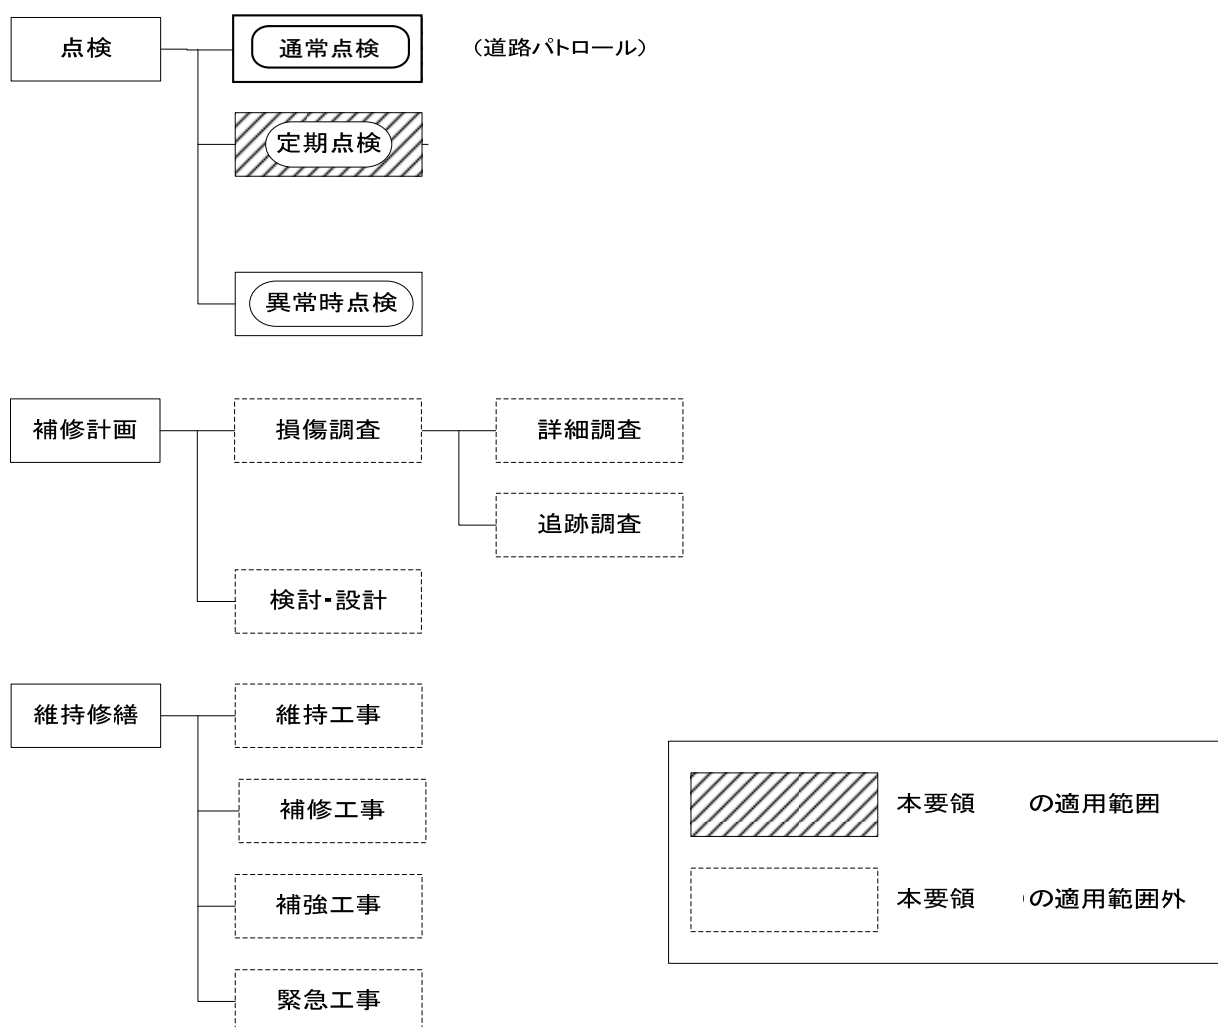 点検
通常点検
（道路パトロール）
定期点検
異常時点検
補修計画
損傷調査
詳細調査
追跡調査
検討・設計
維持修繕
維持工事
補修工事
補強工事
緊急工事
本要領 の適用範囲
本要領 の適用範囲外